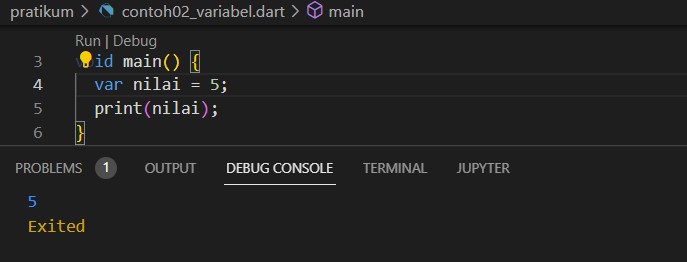 pratikum > contoh02_variabel.dart > main
Run | Debug
3 id main() {
4 var nilai = 5;
5 print(nilai);
6 }
PROBLEMS 1 OUTPUT DEBUG CONSOLE TERMINAL JUPYTER
5
Exited